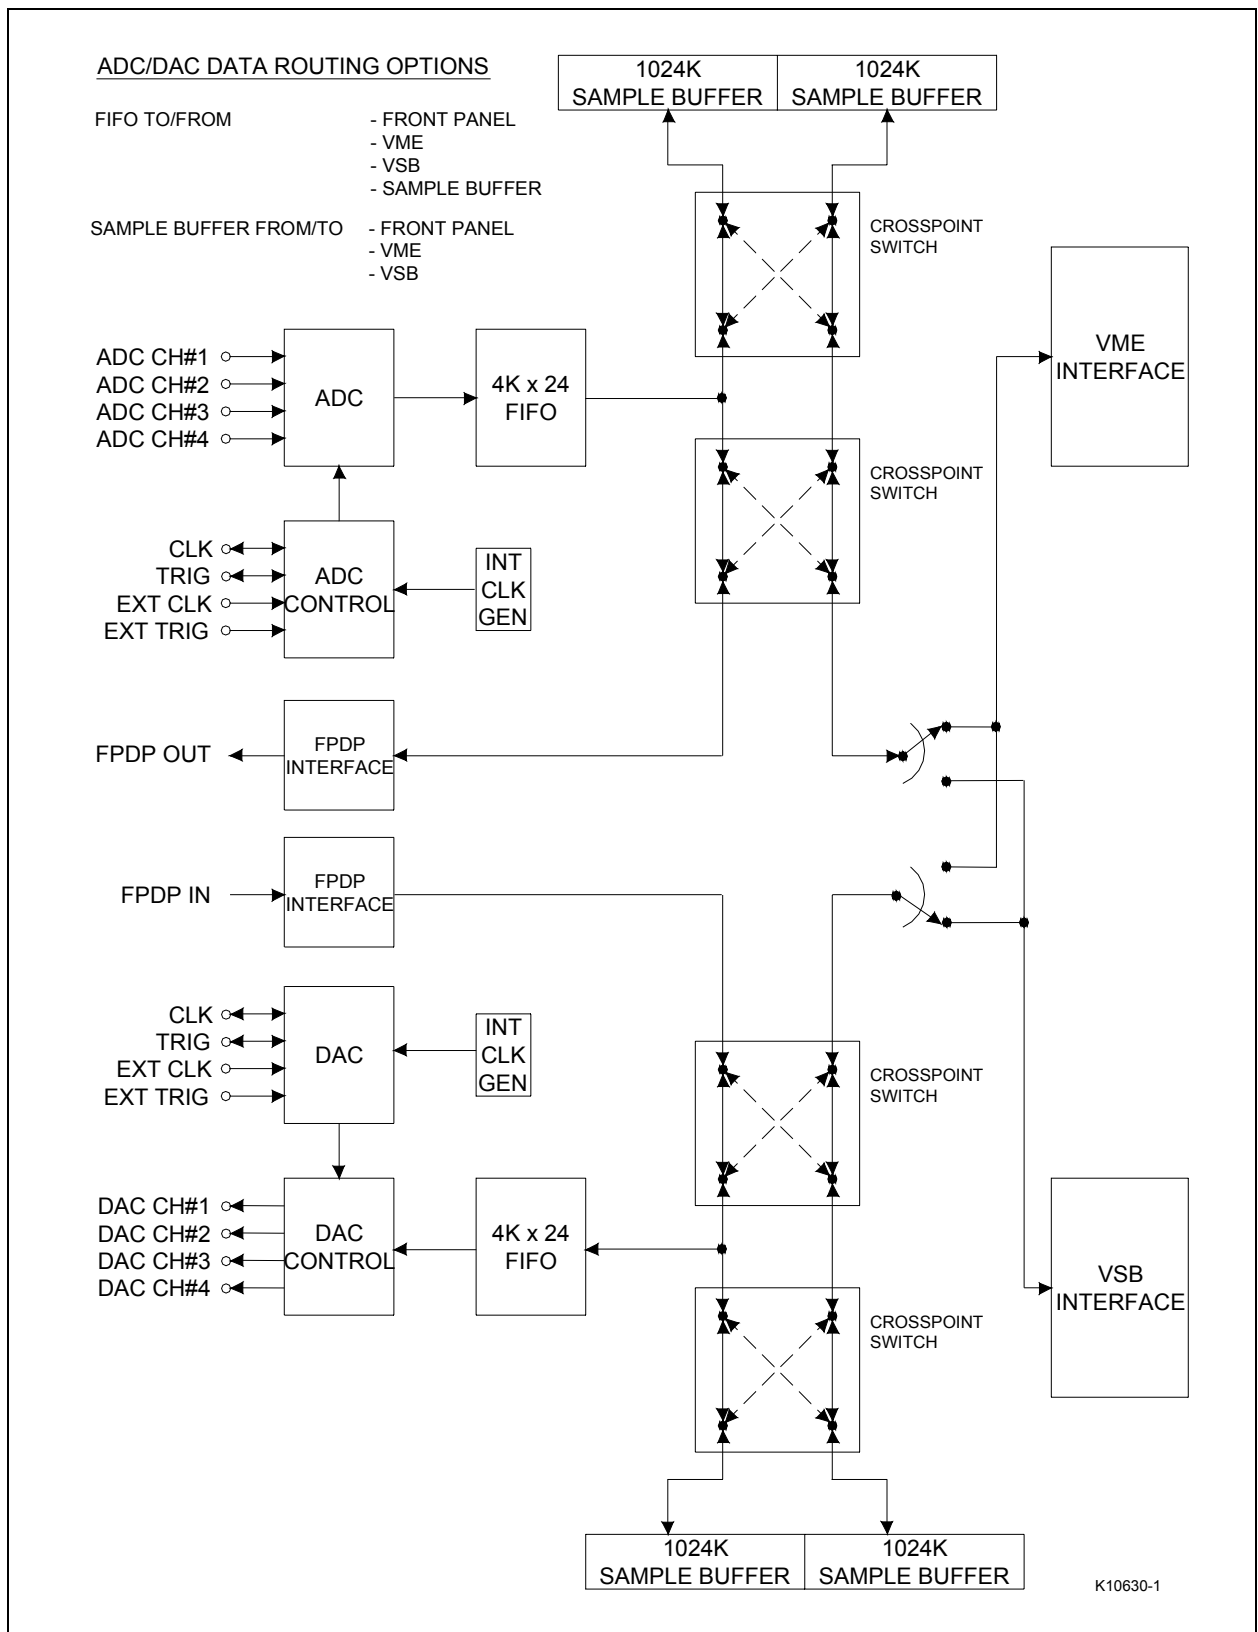 ADC/DAC DATA ROUTING OPTIONS
FIFO TO/FROM - FRONT PANEL
- VME
- VSB
- SAMPLE BUFFER
SAMPLE BUFFER FROM/TO - FRONT PANEL
- VME
- VSB
1024K
SAMPLE BUFFER
1024K
SAMPLE BUFFER
CROSSPOINT
SWITCH
VME
INTERFACE
ADC CH#1
ADC CH#2
ADC CH#3
ADC CH#4
ADC
4K x 24
FIFO
CROSSPOINT
SWITCH
CLK
TRIG
EXT CLK
EXT TRIG
ADC
CONTROL
INT
CLK
GEN
FPDP OUT
FPDP
INTERFACE
FPDP IN
FPDP
INTERFACE
CLK
TRIG
EXT CLK
EXT TRIG
DAC
INT
CLK
GEN
CROSSPOINT
SWITCH
DAC CH#1
DAC CH#2
DAC CH#3
DAC CH#4
DAC
CONTROL
4K x 24
FIFO
VSB
INTERFACE
CROSSPOINT
SWITCH
1024K
SAMPLE BUFFER
1024K
SAMPLE BUFFER
K10630-1